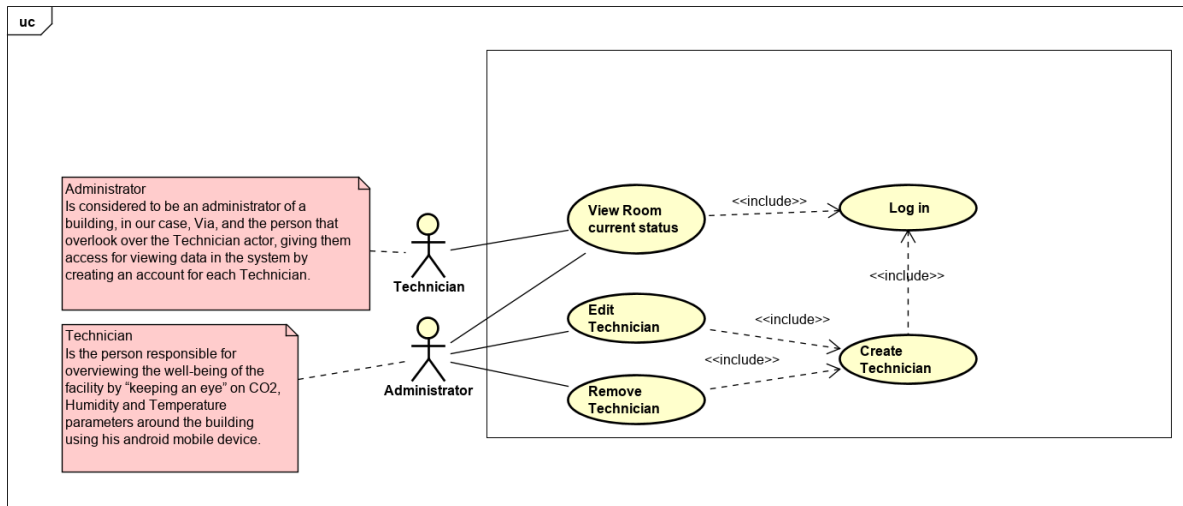 uc
Administrator
Is considered to be an administrator of a
building, in our case, Via, and the person that
overlook over the Technician actor, giving them
access for viewing data in the system by
creating an account for each Technician.
Technician
Is the person responsible for
overviewing the well-being of the
facility by “keeping an eye” on CO2,
Humidity and Temperature
parameters around the building
using his android mobile device.
Technician
Administrator
View Room
current status
<<include>>
Log in
<<include>>
Edit
Technician
<<include>>
<<include>>
Create
Technician
Remove
Technician